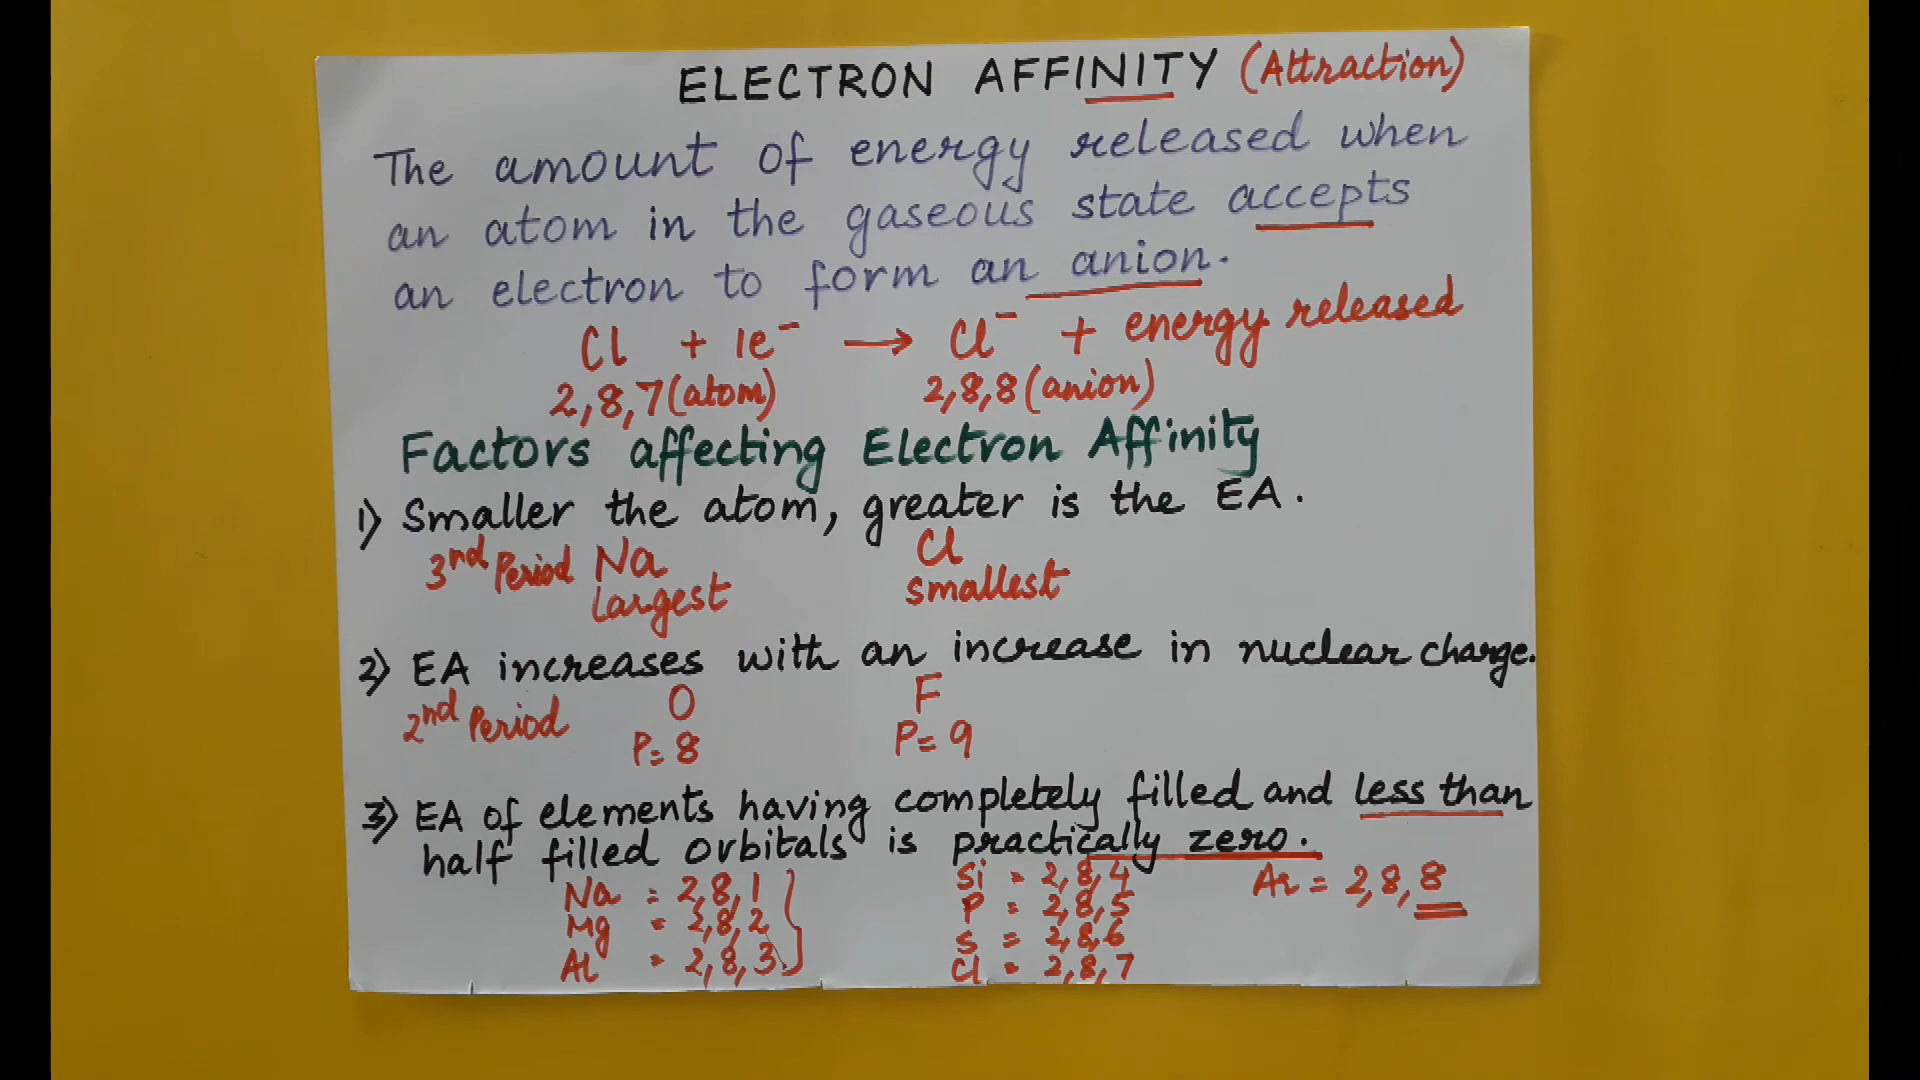 ELECTRON AFFINITY (Attraction)
The amount of energy released when
an atom in the gaseous state accepts
an electron to form an anion.
Cl + 1e⁻ → Cl⁻ + energy released
2,8,7 (atom) 2,8,8 (anion)
Factors affecting Electron Affinity
1) Smaller the atom, greater is the EA.
3nd Period Na Cl
largest smallest
2) EA increases with an increase in nuclear charge.
2nd Period O F
P= 8 P= 9
3) EA of elements having completely filled and less than
half filled orbitals is practically zero.
Na = 2,8,1 Si = 2,8,4 Ar = 2,8,8
Mg = 2,8,2 P = 2,8,5
Al = 2,8,3 S = 2,8,6
Cl = 2,8,7